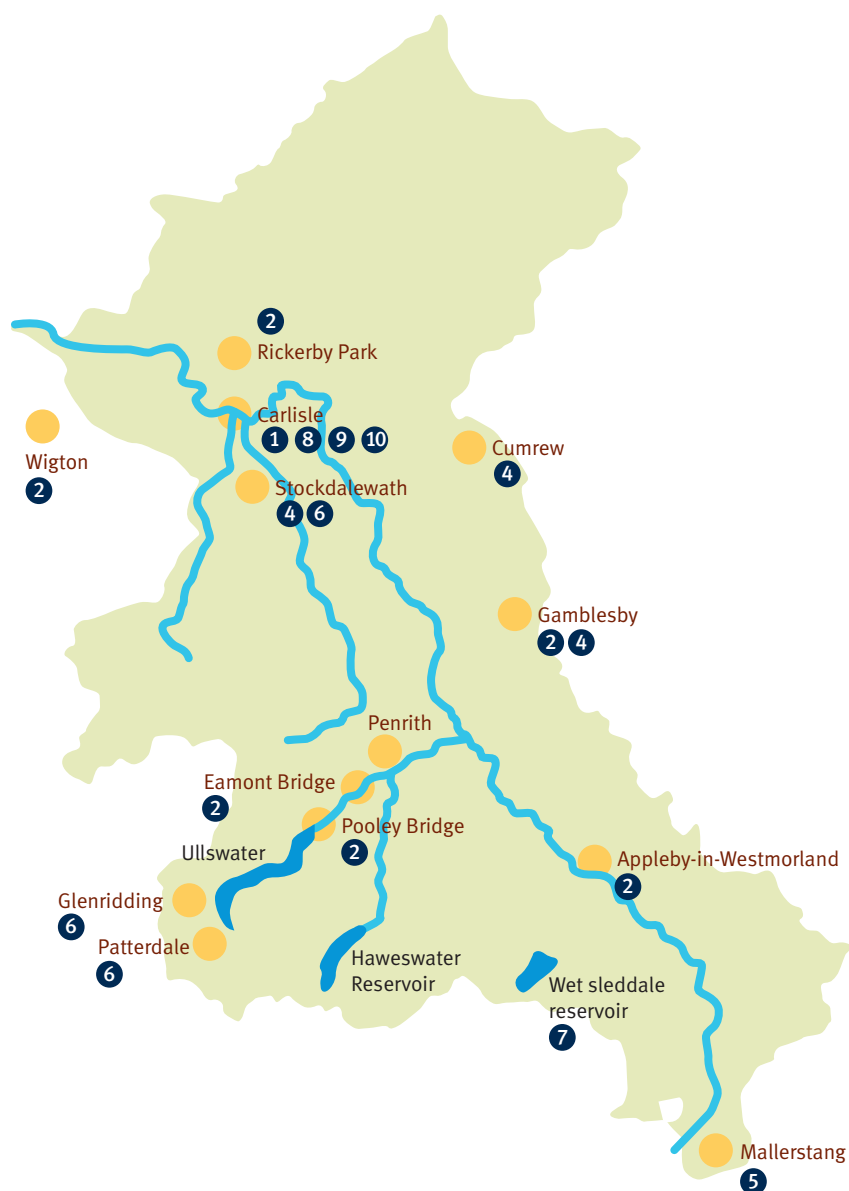 2
Rickerby Park
Carlisle
1 8 9 10
Wigton
2
Cumrew
4
Stockdalewath
4 6
Gamblesby
2 4
Penrith
Eamont Bridge
2
Pooley Bridge
2
Ullswater
Appleby-in-Westmorland
2
Glenridding
6
Patterdale
6
Haweswater
Reservoir
Wet sleddale
reservoir
7
Mallerstang
5